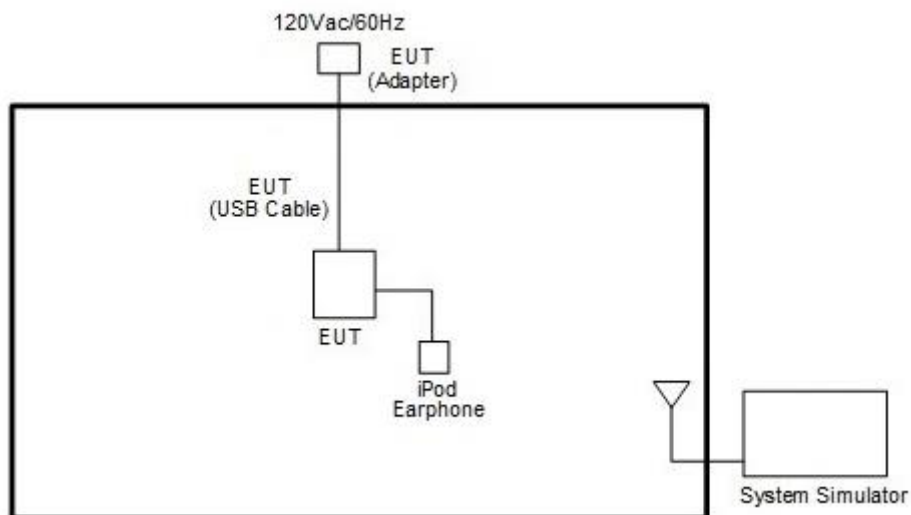 120Vac/60Hz
EUT
(Adapter)
EUT
(USB Cable)
EUT
iPod
Earphone
System Simulator